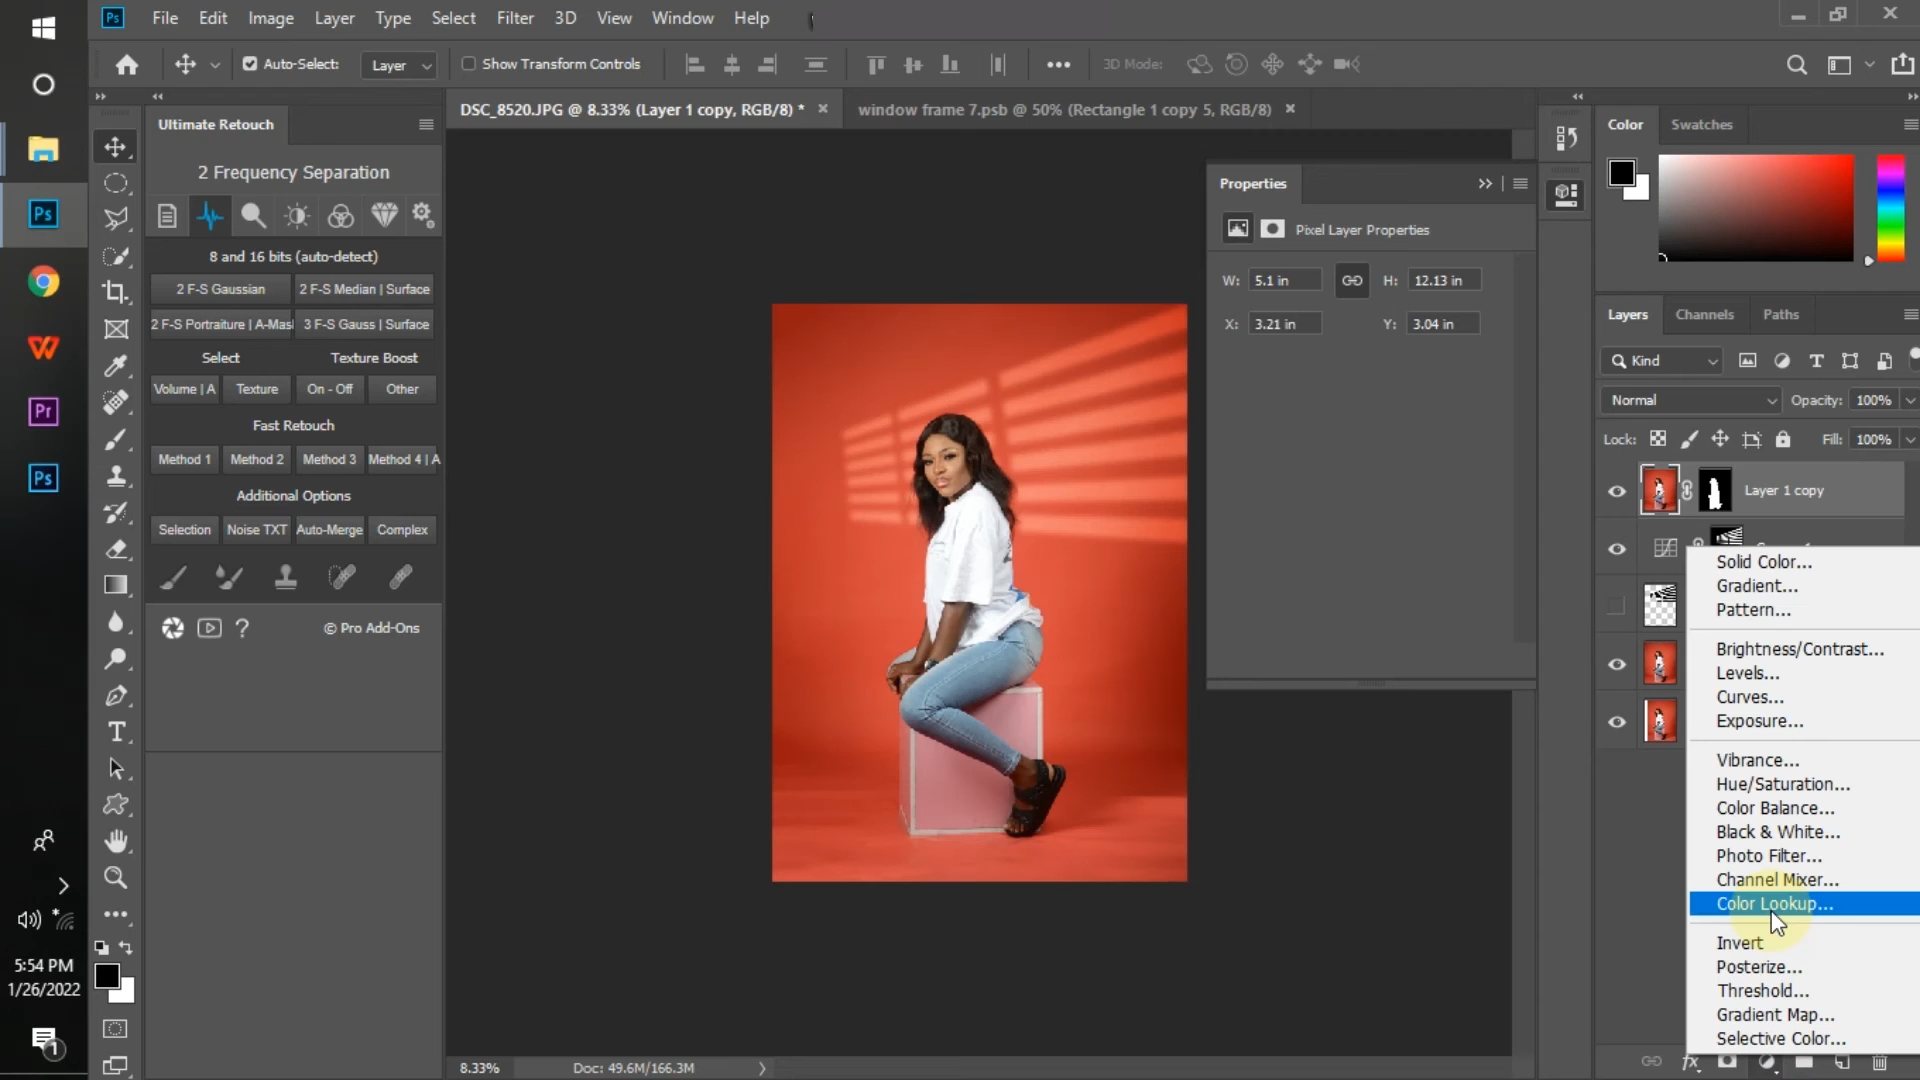 Ps File Edit Image Layer Type Select Filter 3D View Window Help
Auto-Select: Layer Show Transform Controls 3D Mode:
DSC_8520.JPG @ 8.33% (Layer 1 copy, RGB/8) * window frame 7.psb @ 50% (Rectangle 1 copy 5, RGB/8)
Ultimate Retouch
2 Frequency Separation
8 and 16 bits (auto-detect)
2 F-S Gaussian 2 F-S Median | Surface
2 F-S Portraiture | A-Mas 3 F-S Gauss | Surface
Select Texture Boost
Volume | A Texture On - Off Other
Fast Retouch
Method 1 Method 2 Method 3 Method 4 | A
Additional Options
Selection Noise TXT Auto-Merge Complex
? © Pro Add-Ons
Properties
Pixel Layer Properties
W: 5.1 in H: 12.13 in
X: 3.21 in Y: 3.04 in
Color Swatches
Layers Channels Paths
Kind
Normal Opacity: 100%
Lock: Fill: 100%
Layer 1 copy
Solid Color...
Gradient...
Pattern...
Brightness/Contrast...
Levels...
Curves...
Exposure...
Vibrance...
Hue/Saturation...
Color Balance...
Black & White...
Photo Filter...
Channel Mixer...
Color Lookup...
Invert
Posterize...
Threshold...
Gradient Map...
Selective Color...
fx
8.33% Doc: 49.6M/166.3M
Ps
W
Pr
Ps
5:54 PM
1/26/2022
1